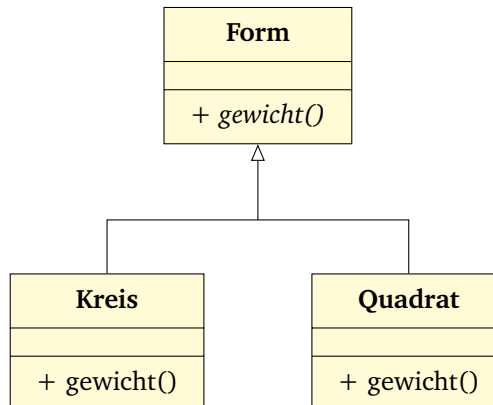 Form
+ gewicht()
Kreis
+ gewicht()
Quadrat
+ gewicht()